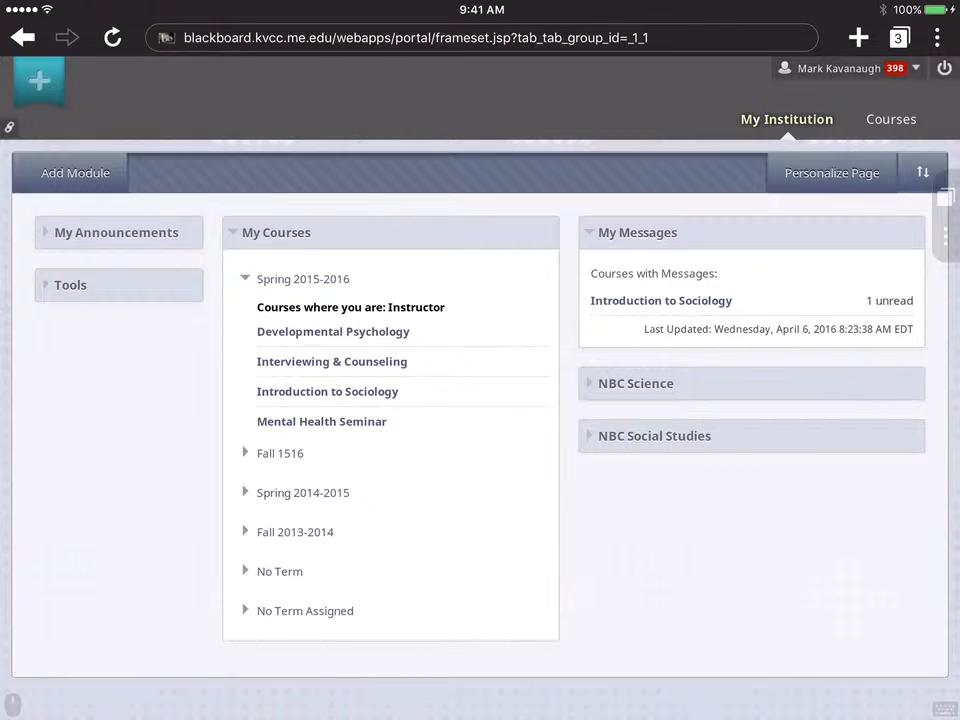 9:41 AM
100%
blackboard.kvcc.me.edu/webapps/portal/frameset.jsp?tab_tab_group_id=_1_1
3
Mark Kavanaugh 398
My Institution Courses
Add Module
Personalize Page
My Announcements
Tools
My Courses
Spring 2015-2016
Courses where you are: Instructor
Developmental Psychology
Interviewing & Counseling
Introduction to Sociology
Mental Health Seminar
Fall 1516
Spring 2014-2015
Fall 2013-2014
No Term
No Term Assigned
My Messages
Courses with Messages:
Introduction to Sociology 1 unread
Last Updated: Wednesday, April 6, 2016 8:23:38 AM EDT
NBC Science
NBC Social Studies